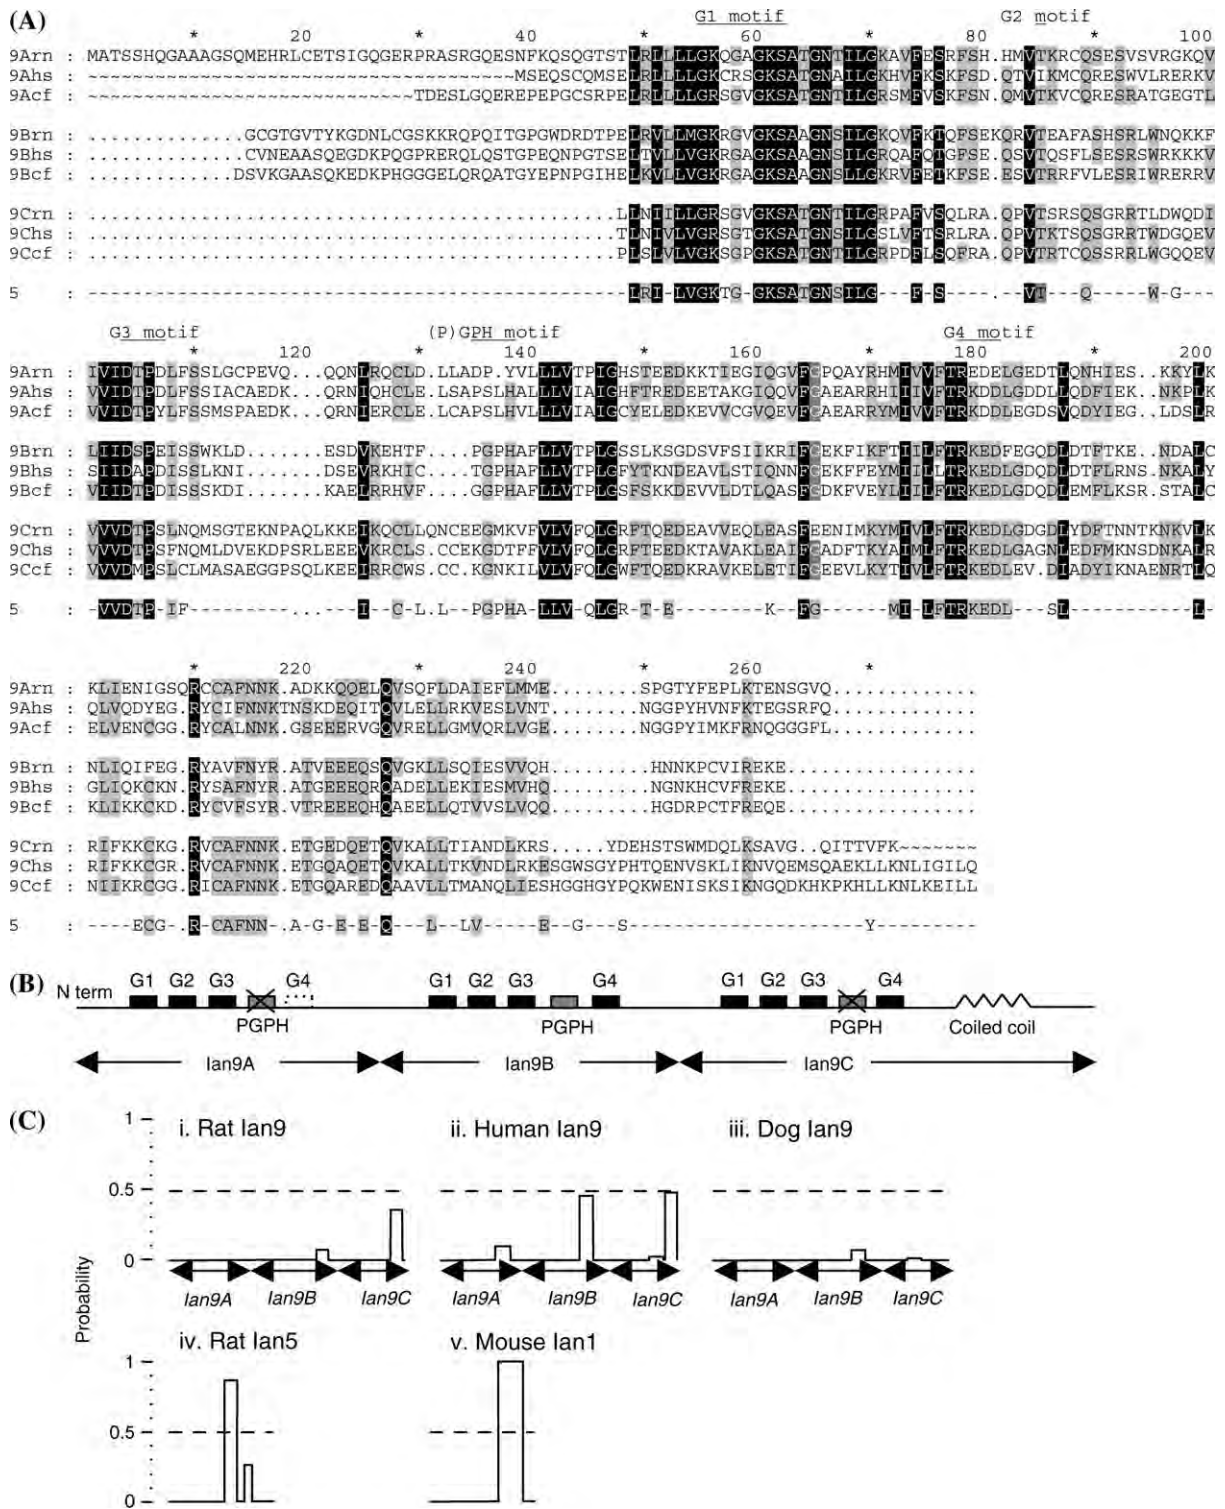 (A) G1 motif G2 motif
* 20 * 40 * 60 * 80 * 100
9Arn : MATSSHQGAAAGSQMEHRLCETSIGQGERPRASRGQESNFKQSQGTSTLRLLLLGKQGAGKSATGNTILGKAVFESRFSH.HMVTKRCQSESVSVRGKQV
9Ahs : ~~~~~~~~~~~~~~~~~~~~~~~~~~~~~~~~~~~~~~MSEQSCQMSELRLLLLGKCRSGKSATGNAILGKHVFKSKFSD.QTVIKMCQRESWVLRERKV
9Acf : ~~~~~~~~~~~~~~~~~~~~~~~~~~~~~TDESLGQEREPEPGCSRPELRLLLLGRSGVGKSATGNTILGRSMFVSKFSN.QMVTKVCQRESRATGEGTL
9Brn : ..............GCGTGVTYKGDNLCGSKKRQPQITGPGWDRDTPELRVLLMGKRGVGKSAAGNSILGKQVFKTQFSEKQRVTEAFASHSRLWNQKKF
9Bhs : ..............CVNEAASQEGDKPQGPRERQLQSTGPEQNPGTSELTVLLVGKRGAGKSAAGNSILGRQAFQTGFSE.QSVTQSFLSESRSWRKKKV
9Bcf : .............DSVKGAASQKEDKPHGGGELQRQATGYEPNPGIHELKLLLVGKRGAGKSAAGNSILGKRVFETKFSE.ESVTRRFVLESRIWRERRV
9Crn : ...............................................LLNIILLGRSGVGKSATGNTILGRPAFVSQLRA.QPVTSRSQSGRRTLDWQDI
9Chs : ...............................................TLNIVLVGRSGTGKSATGNTILGSLVFTSRLRA.QPVTKTSQSGRRTWDGQEV
9Ccf : ...............................................LPLSLVLVGKSGPGKSATGNTILGRPDFLSQFRA.QPVTRTCQSSRRLWGQQEV
5 : ------------------------------------------------LRI-LVGKTG-GKSATGNSILG---F-S-----.--VT---Q-----W-G---
G3 motif (P)GPH motif G4 motif
* 120 * 140 * 160 * 180 * 200
9Arn : IVIDTPDLFSSLGCPEVQ...QQNLRQCLD.LLADP.YVLLLVTPIGHSTEEDKKTIEGIQGVFGPQAYRHMIVVFTREDELGEDTLQNHIES..KKYLK
9Ahs : VVIDTPDLFSSIACAEDK...QRNIQHCLE.LSAPSLHALLLVIAIGHFTREDEETAKGIQQVFGAEARRHIIIVFTRKDDLGDDLLQDFIEK..NKPLK
9Acf : VVIDTPYLFSSMSPAEDK...QRNIERCLE.LCAPSLHVLLLVIAIGCYELEDKEVVCGVQEVFGAEARRYMIVVFTRKDDLEGDSVQDYIEG..LDSLR
9Brn : LIIDSPEISSWKLD.......ESDVKEHTF....PGPHAFLLVTPLGSSLKSGDSVFSIIKRIFGEKFIKFTIILFTRKEDFEGQDLDTFTKE..NDALC
9Bhs : SIIDAPDISSLKNI.......DSEVRKHIC....TGPHAFLLVTPLGFYTKNDEAVLSTIQNNFGEKFFEYMIILLTRKEDLGDQDLDTFLRNS.NKALY
9Bcf : VIIDTPDISSSKDI.......KAELRRHVF....GGPHAFLLVTPLGSFSKKDEVVLDTLQASFGDKFVEYLIILFTRKEDLGDQDLEMFLKSR.STALC
9Crn : VVVDTPSLNQMSGTEKNPAQLKKEIKQCLLQNCEEGMKVFVLVFQLGRFTQEDEAVVEQLEASFEENIMKYMIVLFTRKEDLGDGDLYDFTNNTKNKVLK
9Chs : VVVDTPSFNQMLDVEKDPSRLEEEVKRCLS.CCEKGDTFFVLVFQLGRFTEEDKTAVAKLEAIFGADFTKYAIMLFTRKEDLGAGNLEDFMKNSDNKALR
9Ccf : VVVDMPSLCLMASAEGGPSQLKEEIRRCWS.CC.KGNKILVLVFQLGWFTQEDKRAVKELETIFGEEVLKYTIVLFTRKEDLEV.DIADYIKNAENRTLQ
5 : -VVDTP-IF---------...---I--C-L.L--PGPHA-LLV-QLGR-T-E--------K--FG-----MI-LFTRKEDL---SL-----------L-
* 220 * 240 * 260 *
9Arn : KLIENIGSQRCCAFNNK.ADKKQQELQVSQFLDAIEFLMME........SPGTYFEPLKTENSGVQ.............
9Ahs : QLVQDYEG.RYCIFNNKTNSKDEQITQVLELLRKVESLVNT........NGGPYHVNFKTEGSRFQ.............
9Acf : ELVENCGG.RYCALNNK.GSEEERVGQVRELLGMVQRLVGE........NGGPYIMKFRNQGGGFL.............
9Brn : NLIQIFEG.RYAVFNYR.ATVEEEQSQVGKLLSQIESVVQH........HNNKPCVIREKE.................
9Bhs : GLIQKCKN.RYSAFNYR.ATGEEEQRQADELLEKIESMVHQ........NGNKHCVFREKE.................
9Bcf : KLIKKCKD.RYCVFSYR.VTREEEQHQAEELLQTVVSLVQQ........HGDRPCTFREQE.................
9Crn : RIFKKCKG.RVCAFNNK.ETGEDQETQVKALLTIANDLKRS.....YDEHSTSWMDQLKSAVG..QITTVFK~~~~~~~
9Chs : RIFKKCGR.RVCAFNNK.ETGQAQETQVKALLTKVNDLRKESGWSGYPHTQENVSKLIKNVQEMSQAEKLLKNLIGILQ
9Ccf : NIIKRCGG.RICAFNNK.ETGQAREDQAAVLLTMANQLIESHGGHGYPQKWENISKSIKNGQDKHKPKHLLKNLKEILL
5 : ----ECG-.R-CAFNN-.A-G--E-E-Q---L-LV-----E--G---S---------------------Y---------
(B) N term G1 G2 G3 G4 G1 G2 G3 G4 G1 G2 G3 G4
PGPH PGPH PGPH Coiled coil
Ian9A Ian9B Ian9C
(C) 1 i. Rat Ian9 ii. Human Ian9 iii. Dog Ian9
0.5
0
Probability
Ian9A Ian9B Ian9C Ian9A Ian9B Ian9C Ian9A Ian9B Ian9C
iv. Rat Ian5 v. Mouse Ian1
1
0.5
0